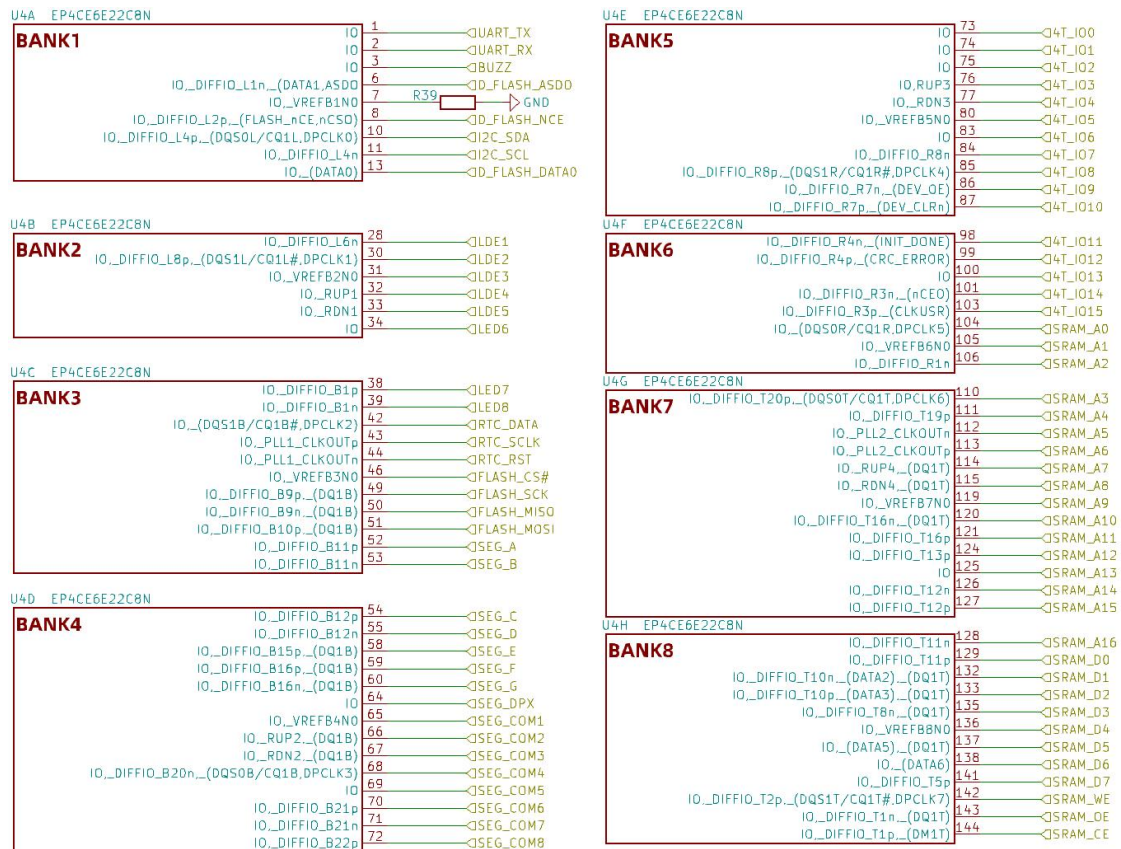 U4A EP4CE6E22C8N
BANK1
IO 1 UART_TX
IO 2 UART_RX
IO 3 BUZZ
IO,_DIFFIO_L1n,_(DATA1,ASDO 6 D_FLASH_ASDO
IO,_VREFB1N0 7 R39 GND
IO,_DIFFIO_L2p,_(FLASH_nCE,nCSO) 8 D_FLASH_NCE
IO,_DIFFIO_L4p,_(DQS0L/CQ1L,DPCLK0) 10 I2C_SDA
IO,_DIFFIO_L4n 11 I2C_SCL
IO,_(DATA0) 13 D_FLASH_DATA0
U4B EP4CE6E22C8N
BANK2
IO,_DIFFIO_L6n 28 LDE1
IO,_DIFFIO_L8p,_(DQS1L/CQ1L#,DPCLK1) 30 LDE2
IO,_VREFB2N0 31 LDE3
IO,_RUP1 32 LDE4
IO,_RDN1 33 LDE5
IO 34 LED6
U4C EP4CE6E22C8N
BANK3
IO,_DIFFIO_B1p 38 LED7
IO,_DIFFIO_B1n 39 LED8
IO,_(DQS1B/CQ1B#,DPCLK2) 42 RTC_DATA
IO,_PLL1_CLKOUTp 43 RTC_SCLK
IO,_PLL1_CLKOUTn 44 RTC_RST
IO,_VREFB3N0 46 FLASH_CS#
IO,_DIFFIO_B9p,_(DQ1B) 49 FLASH_SCK
IO,_DIFFIO_B9n,_(DQ1B) 50 FLASH_MISO
IO,_DIFFIO_B10p,_(DQ1B) 51 FLASH_MOSI
IO,_DIFFIO_B11p 52 SEG_A
IO,_DIFFIO_B11n 53 SEG_B
U4D EP4CE6E22C8N
BANK4
IO,_DIFFIO_B12p 54 SEG_C
IO,_DIFFIO_B12n 55 SEG_D
IO,_DIFFIO_B15p,_(DQ1B) 58 SEG_E
IO,_DIFFIO_B16p,_(DQ1B) 59 SEG_F
IO,_DIFFIO_B16n,_(DQ1B) 60 SEG_G
IO 64 SEG_DPX
IO,_VREFB4N0 65 SEG_COM1
IO,_RUP2,_(DQ1B) 66 SEG_COM2
IO,_RDN2,_(DQ1B) 67 SEG_COM3
IO,_DIFFIO_B20n,_(DQS0B/CQ1B,DPCLK3) 68 SEG_COM4
IO 69 SEG_COM5
IO,_DIFFIO_B21p 70 SEG_COM6
IO,_DIFFIO_B21n 71 SEG_COM7
IO,_DIFFIO_B22p 72 SEG_COM8
U4E EP4CE6E22C8N
BANK5
IO 73 4T_IO0
IO 74 4T_IO1
IO 75 4T_IO2
IO,RUP3 76 4T_IO3
IO,_RDN3 77 4T_IO4
IO,_VREFB5N0 80 4T_IO5
IO 83 4T_IO6
IO,_DIFFIO_R8n 84 4T_IO7
IO,_DIFFIO_R8p,_(DQS1R/CQ1R#,DPCLK4) 85 4T_IO8
IO,_DIFFIO_R7n,_(DEV_OE) 86 4T_IO9
IO,_DIFFIO_R7p,_(DEV_CLRn) 87 4T_IO10
U4F EP4CE6E22C8N
BANK6
IO,_DIFFIO_R4n,_(INIT_DONE) 98 4T_IO11
IO,_DIFFIO_R4p,_(CRC_ERROR) 99 4T_IO12
IO 100 4T_IO13
IO,_DIFFIO_R3n,_(nCEO) 101 4T_IO14
IO,_DIFFIO_R3p,_(CLKUSR) 103 4T_IO15
IO,_(DQS0R/CQ1R,DPCLK5) 104 SRAM_A0
IO,_VREFB6N0 105 SRAM_A1
IO,_DIFFIO_R1n 106 SRAM_A2
U4G EP4CE6E22C8N
BANK7
IO,_DIFFIO_T20p,_(DQS0T/CQ1T,DPCLK6) 110 SRAM_A3
IO,_DIFFIO_T19p 111 SRAM_A4
IO,_PLL2_CLKOUTn 112 SRAM_A5
IO,_PLL2_CLKOUTp 113 SRAM_A6
IO,_RUP4,_(DQ1T) 114 SRAM_A7
IO,_RDN4,_(DQ1T) 115 SRAM_A8
IO,_VREFB7N0 119 SRAM_A9
IO,_DIFFIO_T16n,_(DQ1T) 120 SRAM_A10
IO,_DIFFIO_T16p 121 SRAM_A11
IO,_DIFFIO_T13p 124 SRAM_A12
IO 125 SRAM_A13
IO,_DIFFIO_T12n 126 SRAM_A14
IO,_DIFFIO_T12p 127 SRAM_A15
U4H EP4CE6E22C8N
BANK8
IO,_DIFFIO_T11n 128 SRAM_A16
IO,_DIFFIO_T11p 129 SRAM_D0
IO,_DIFFIO_T10n,_(DATA2),_(DQ1T) 132 SRAM_D1
IO,_DIFFIO_T10p,_(DATA3),_(DQ1T) 133 SRAM_D2
IO,_DIFFIO_T8n,_(DQ1T) 135 SRAM_D3
IO,_VREFB8N0 136 SRAM_D4
IO,_(DATA5),_(DQ1T) 137 SRAM_D5
IO,_(DATA6) 138 SRAM_D6
IO,_DIFFIO_T5p 141 SRAM_D7
IO,_DIFFIO_T2p,_(DQS1T/CQ1T#,DPCLK7) 142 SRAM_WE
IO,_DIFFIO_T1n,_(DQ1T) 143 SRAM_OE
IO,_DIFFIO_T1p,_(DM1T) 144 SRAM_CE